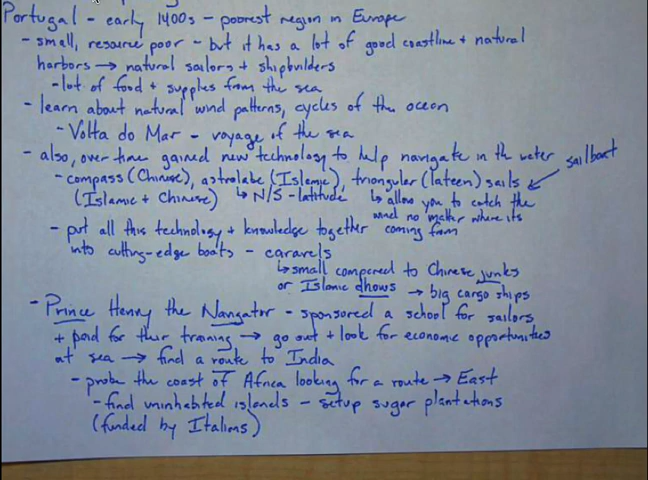 Portugal - early 1400s - poorest region in Europe
- small, resource poor - but it has a lot of good coastline + natural
harbors → natural sailors + shipbuilders
- lot of food + supplies from the sea
- learn about natural wind patterns, cycles of the ocean
- Volta do Mar - voyage of the sea
- also, over time gained new technology to help navigate in the water
sailboat
- compass (Chinese), astrolabe (Islamic), triangular (lateen) sails
(Islamic + Chinese) ↳ N/S - latitude ↳ allow you to catch the
wind no matter where its
coming from
- put all this technology + knowledge together
into cutting-edge boats - caravels
↳ small compared to Chinese junks
or Islamic dhows → big cargo ships
- Prince Henry the Navigator - sponsored a school for sailors
+ paid for their training → go out + look for economic opportunities
at sea → find a route to India
- probe the coast of Africa looking for a route → East
- find uninhabited islands - setup sugar plantations
(funded by Italians)